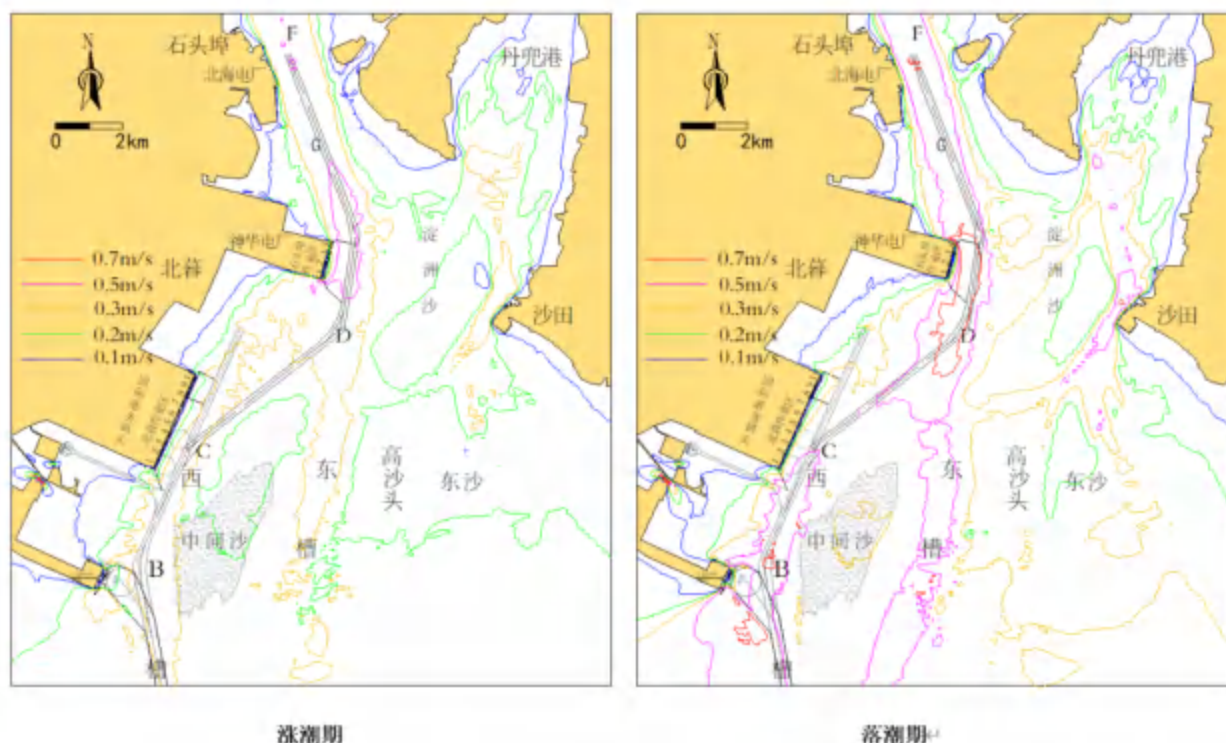 F
石头埠
N
北海电厂
丹兜港
0 2km
G
神华电厂
淀洲沙
0.7m/s
北暮
0.5m/s
0.3m/s
沙田
0.2m/s
D
0.1m/s
C
西
东
高沙头
东沙
中间沙
槽
B
槽
涨潮期
F
石头埠
N
北海电厂
丹兜港
0 2km
G
神华电厂
淀洲沙
0.7m/s
北暮
0.5m/s
0.3m/s
沙田
0.2m/s
D
0.1m/s
C
西
东
高沙头
东沙
中间沙
槽
B
槽
落潮期↵